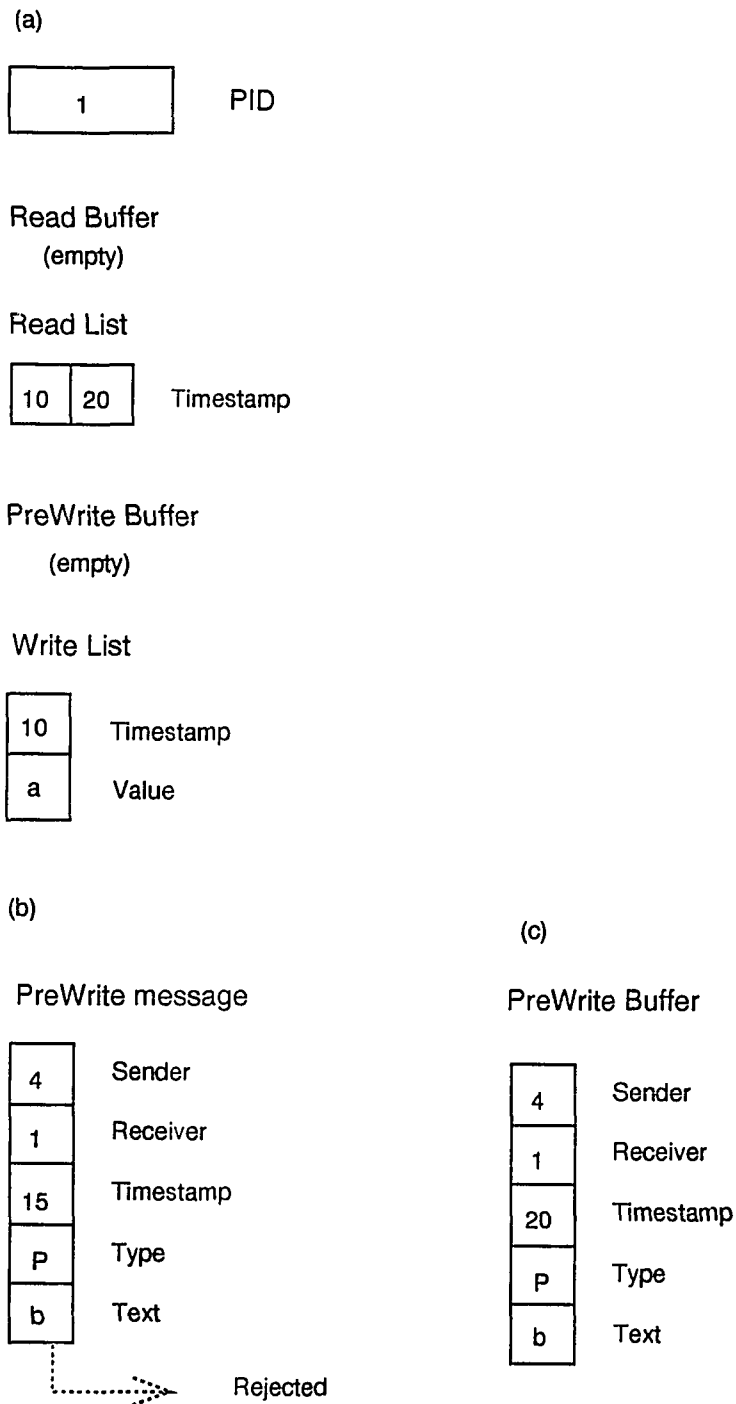 (a)
1 PID
Read Buffer
(empty)
Read List
10 20 Timestamp
PreWrite Buffer
(empty)
Write List
10 Timestamp
a Value
(b)
PreWrite message
4 Sender
1 Receiver
15 Timestamp
P Type
b Text
Rejected
(c)
PreWrite Buffer
4 Sender
1 Receiver
20 Timestamp
P Type
b Text